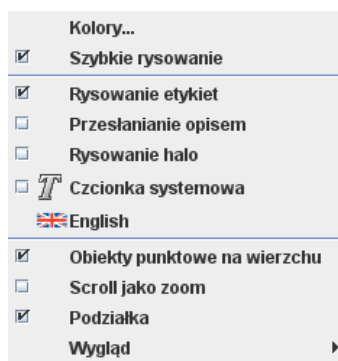 Kolory...
Szybkie rysowanie
Rysowanie etykiet
Przesłanianie opisem
Rysowanie halo
T Czcionka systemowa
English
Obiekty punktowe na wierzchu
Scroll jako zoom
Podziałka
Wygląd